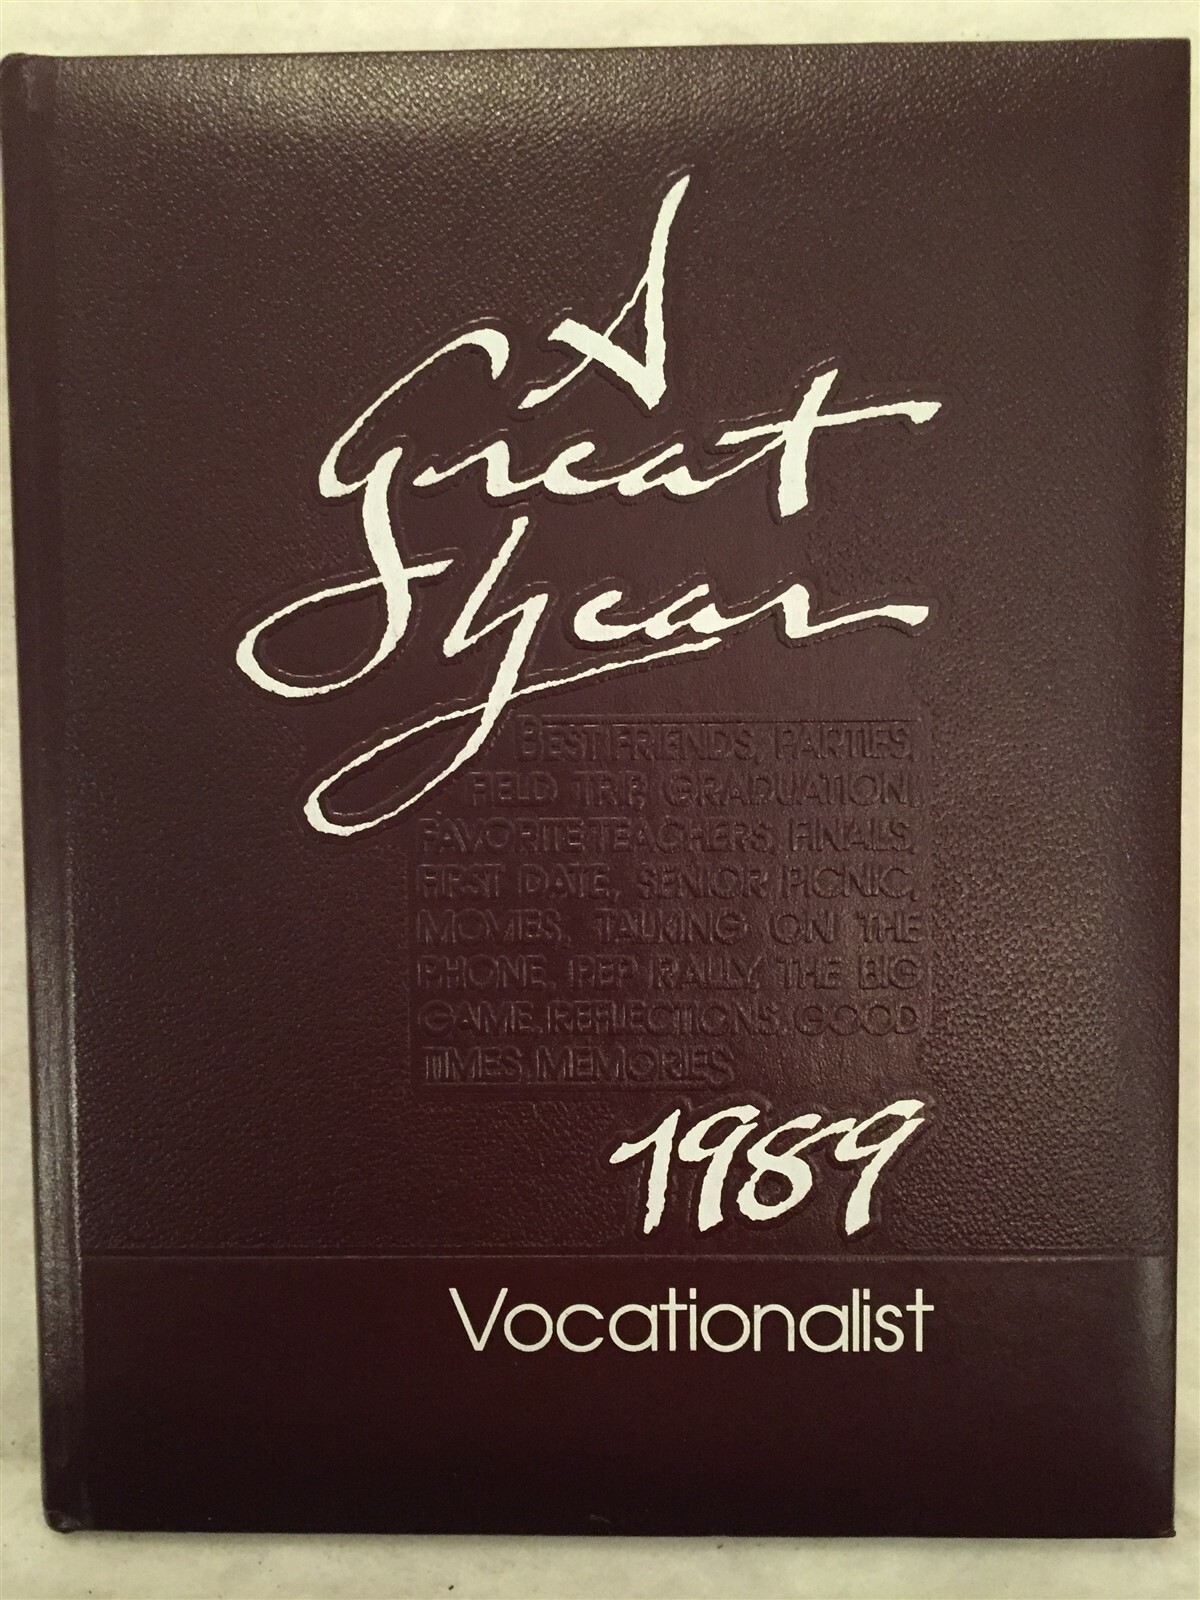 A
Great
Year
BEST FRIENDS, PARTIES,
FIELD TRIP, GRADUATION,
FAVORITE TEACHERS, FINALS,
FIRST DATE, SENIOR PICNIC,
MOVIES, TALKING ON THE
PHONE, PEP RALLY, THE BIG
GAME, REFLECTIONS, GOOD
TIMES, MEMORIES
1989
Vocationalist